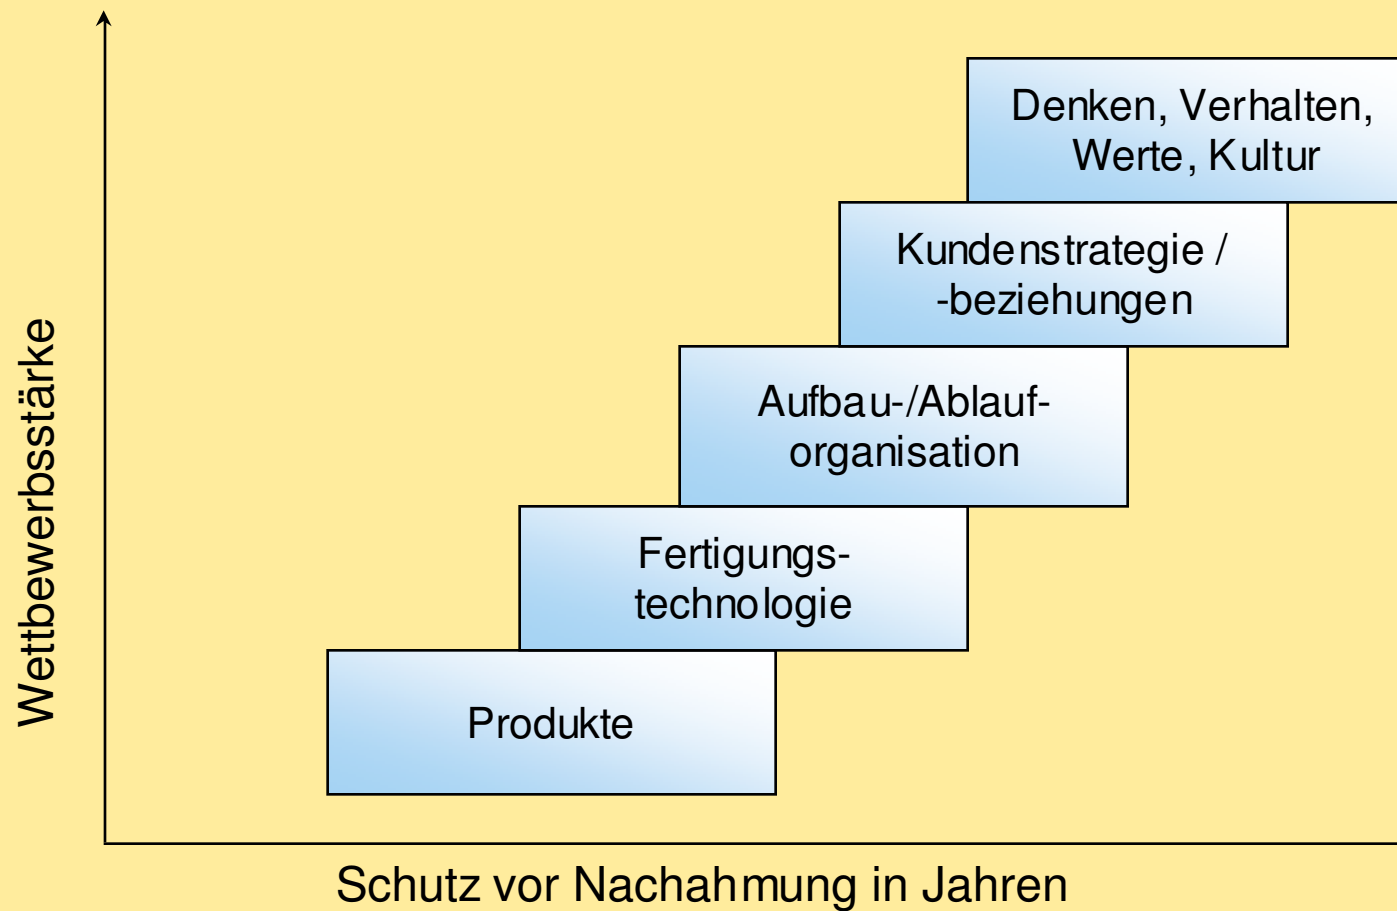 Denken, Verhalten,
Werte, Kultur
Kundenstrategie /
-beziehungen
Aufbau-/Ablauf-
organisation
Fertigungs-
technologie
Produkte
Wettbewerbsstärke
Schutz vor Nachahmung in Jahren